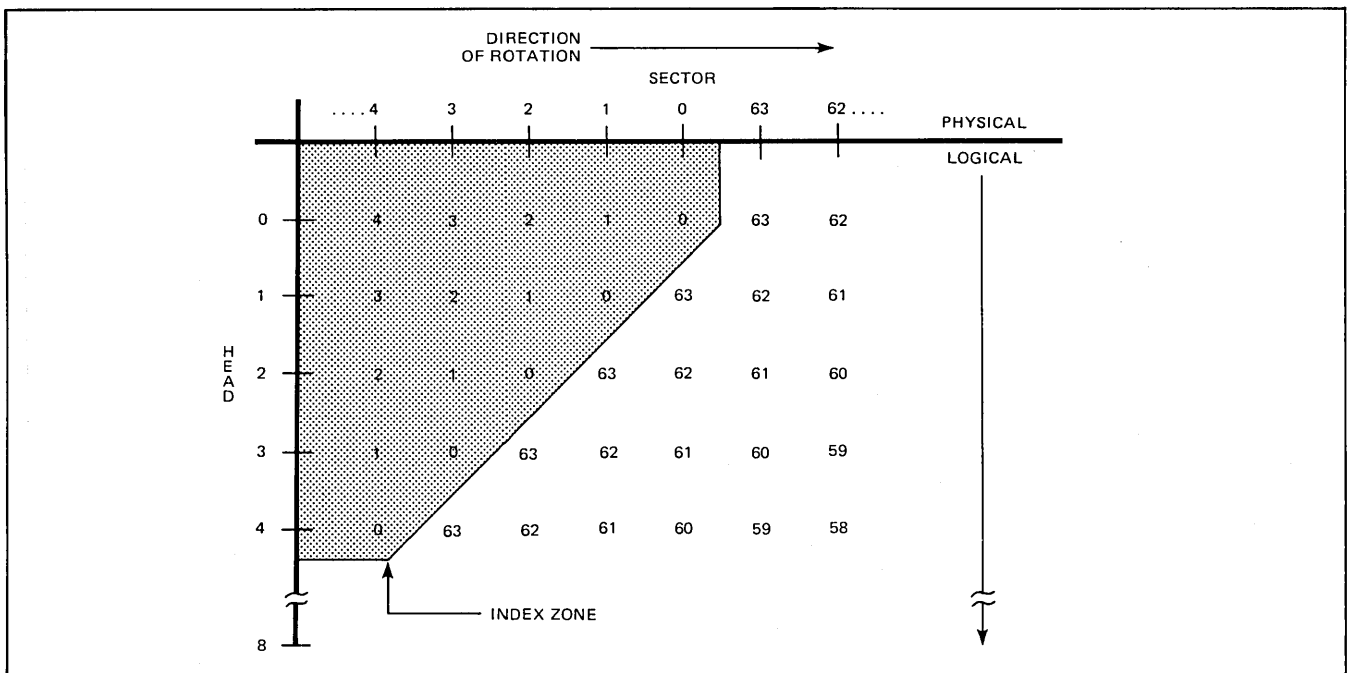 DIRECTION
OF ROTATION
SECTOR
....4 3 2 1 0 63 62....
PHYSICAL
LOGICAL
0 4 3 2 1 0 63 62
1 3 2 1 0 63 62 61
HEAD
2 2 1 0 63 62 61 60
3 1 0 63 62 61 60 59
4 0 63 62 61 60 59 58
INDEX ZONE
8